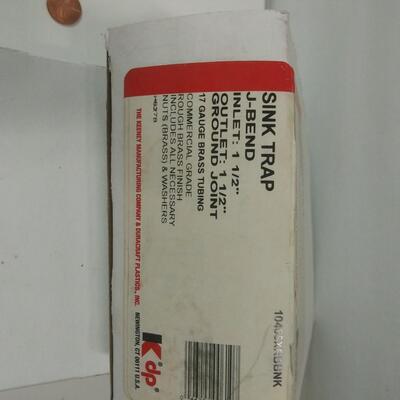 SINK TRAP
J-BEND
INLET: 1 1/2"
OUTLET: 1 1/2"
GROUND JOINT
17 GAUGE BRASS TUBING
COMMERCIAL GRADE
ROUGH BRASS FINISH
INCLUDES ALL NECESSARY
NUTS (BRASS) & WASHERS
THE KEENEY MANUFACTURING COMPANY & DURACRAFT PLASTICS, INC.
NEWINGTON, CT 06111 U.S.A.
Kdp